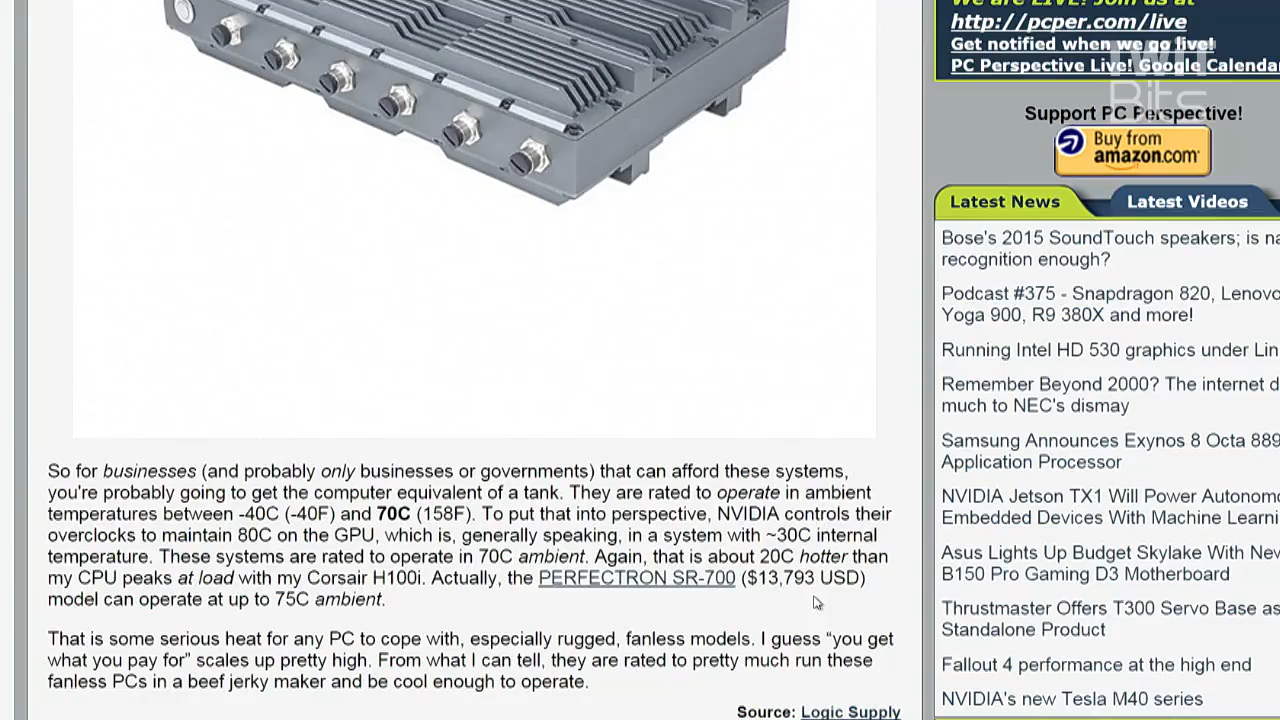 We are LIVE! Join us at
http://pcper.com/live
Get notified when we go live!
PC Perspective Live! Google Calenda
twit
Bits
Support PC Perspective!
Buy from
amazon.com
Latest News
Latest Videos
Bose's 2015 SoundTouch speakers; is na
recognition enough?
Podcast #375 - Snapdragon 820, Lenovo
Yoga 900, R9 380X and more!
Running Intel HD 530 graphics under Lin
Remember Beyond 2000? The internet d
much to NEC's dismay
Samsung Announces Exynos 8 Octa 889
Application Processor
NVIDIA Jetson TX1 Will Power Autonomo
Embedded Devices With Machine Learni
Asus Lights Up Budget Skylake With New
B150 Pro Gaming D3 Motherboard
Thrustmaster Offers T300 Servo Base as
Standalone Product
Fallout 4 performance at the high end
NVIDIA's new Tesla M40 series
So for businesses (and probably only businesses or governments) that can afford these systems,
you're probably going to get the computer equivalent of a tank. They are rated to operate in ambient
temperatures between -40C (-40F) and 70C (158F). To put that into perspective, NVIDIA controls their
overclocks to maintain 80C on the GPU, which is, generally speaking, in a system with ~30C internal
temperature. These systems are rated to operate in 70C ambient. Again, that is about 20C hotter than
my CPU peaks at load with my Corsair H100i. Actually, the PERFECTRON SR-700 ($13,793 USD)
model can operate at up to 75C ambient.
That is some serious heat for any PC to cope with, especially rugged, fanless models. I guess “you get
what you pay for” scales up pretty high. From what I can tell, they are rated to pretty much run these
fanless PCs in a beef jerky maker and be cool enough to operate.
Source: Logic Supply